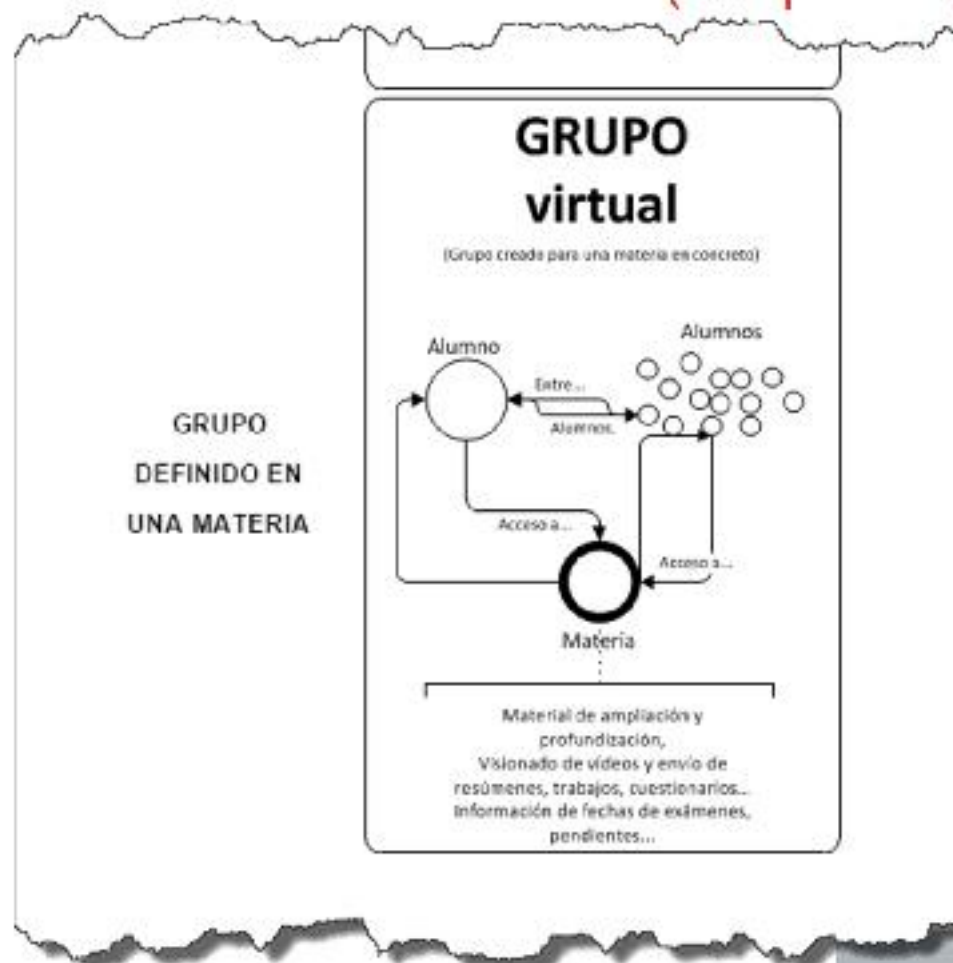 GRUPO
DEFINIDO EN
UNA MATERIA
GRUPO
virtual
(Grupo creado para una materia en concreto)
Alumno
Alumnos
Entre...
Alumnos.
Acceso a...
Acceso a...
Materia
Material de ampliación y
profundización,
Visionado de vídeos y envío de
resúmenes, trabajos, cuestionarios...
Información de fechas de exámenes,
pendientes...